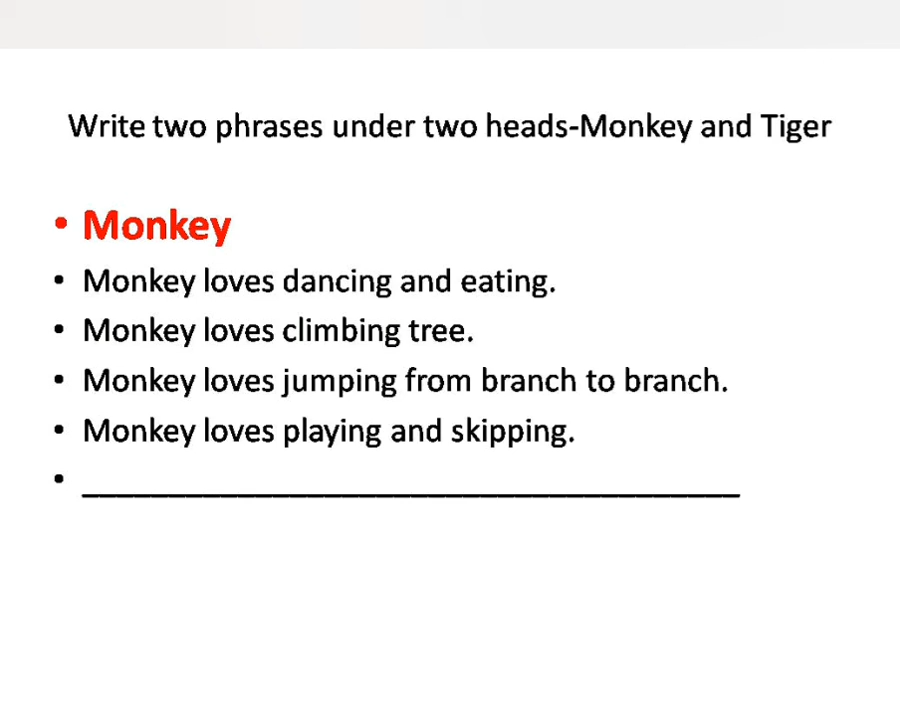 Write two phrases under two heads-Monkey and Tiger
• Monkey
• Monkey loves dancing and eating.
• Monkey loves climbing tree.
• Monkey loves jumping from branch to branch.
• Monkey loves playing and skipping.
• ________________________________________